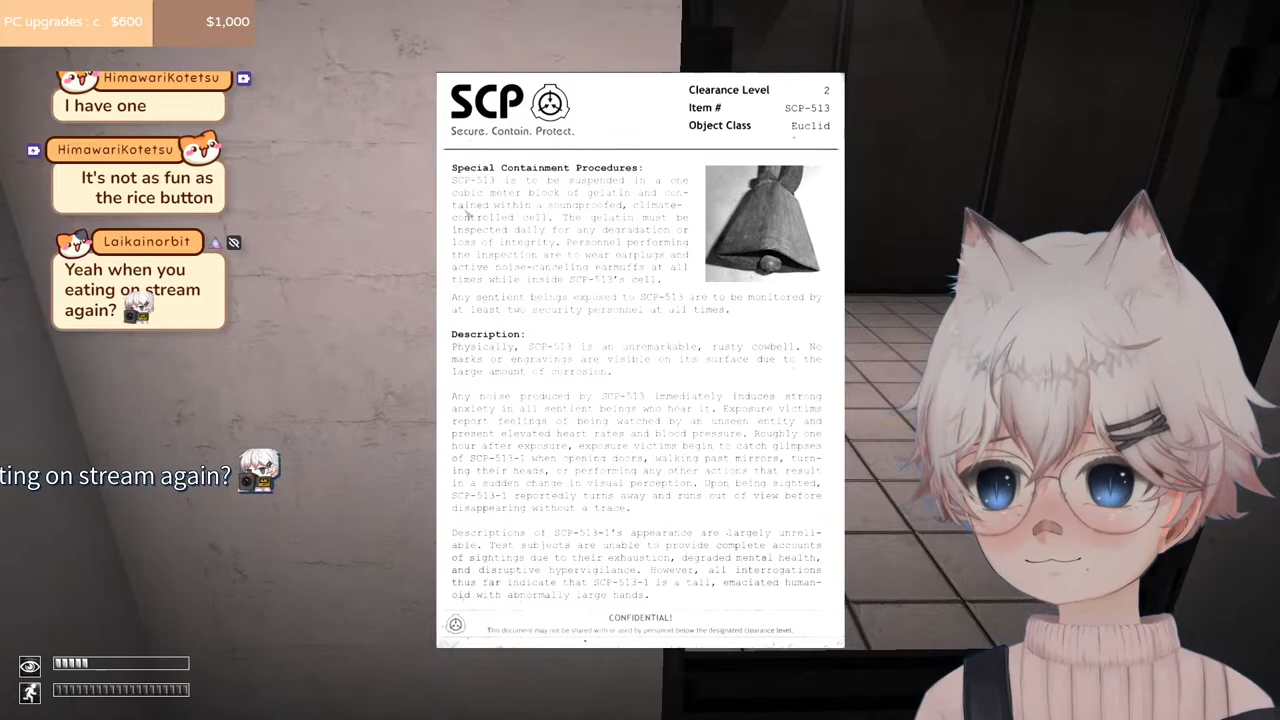 PC upgrades : c $600 $1,000
HimawariKotetsu
I have one
HimawariKotetsu
It's not as fun as
the rice button
Laikainorbit
Yeah when you
eating on stream
again?
ting on stream again?
SCP
Secure. Contain. Protect.
Clearance Level 2
Item # SCP-513
Object Class Euclid
Special Containment Procedures:
SCP-513 is to be suspended in a one
cubic meter block of gelatin and con-
tained within a soundproofed, climate-
controlled cell. The gelatin must be
inspected daily for any degradation or
loss of integrity. Personnel performing
the inspection are to wear earplugs and
active noise-canceling earmuffs at all
times while inside SCP-513's cell.
Any sentient beings exposed to SCP-513 are to be monitored by
at least two security personnel at all times.
Description:
Physically, SCP-513 is an unremarkable, rusty cowbell. No
marks or engravings are visible on its surface due to the
large amount of corrosion.
Any noise produced by SCP-513 immediately induces strong
anxiety in all sentient beings who hear it. Exposure victims
report feelings of being watched by an unseen entity and
present elevated heart rates and blood pressure. Roughly one
hour after exposure, exposure victims begin to catch glimpses
of SCP-513-1 when opening doors, walking past mirrors, turn-
ing their heads, or performing any other actions that result
in a sudden change in visual perception. Upon being sighted,
SCP-513-1 reportedly turns away and runs out of view before
disappearing without a trace.
Descriptions of SCP-513-1's appearance are largely unreli-
able. Test subjects are unable to provide complete accounts
of sightings due to their exhaustion, degraded mental health,
and disruptive hypervigilance. However, all interrogations
thus far indicate that SCP-513-1 is a tall, emaciated human-
oid with abnormally large hands.
CONFIDENTIAL!
This document may not be shared with or used by personnel below the designated clearance level.